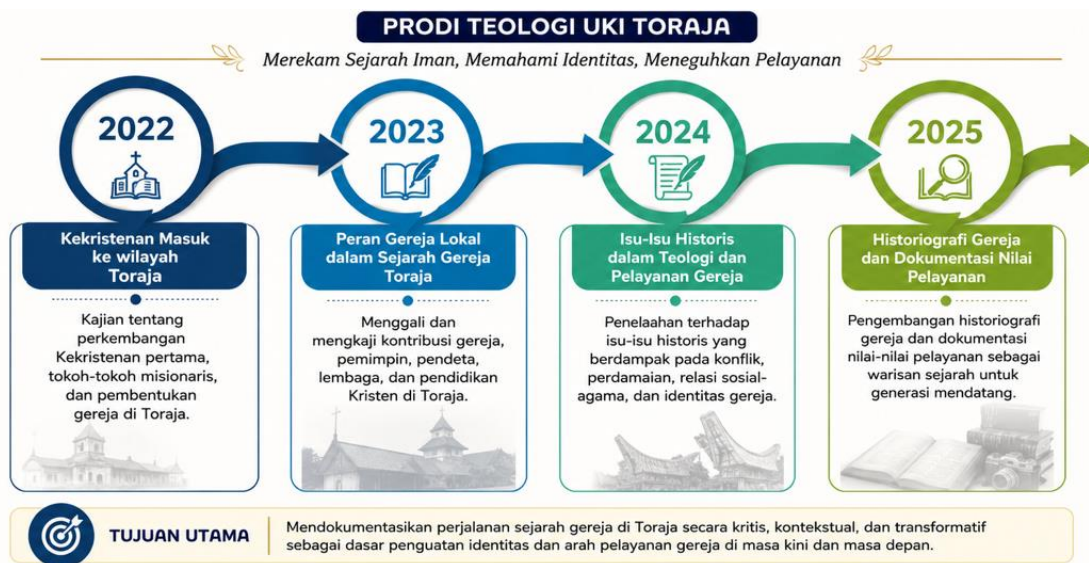 PRODI TEOLOGI UKI TORAJA
Merekam Sejarah Iman, Memahami Identitas, Meneguhkan Pelayanan
2022
Kekristenan Masuk
ke wilayah
Toraja
Kajian tentang
perkembangan
Kekristenan pertama,
tokoh-tokoh misionaris,
dan pembentukan
gereja di Toraja.
2023
Peran Gereja Lokal
dalam Sejarah Gereja
Toraja
Menggali dan
mengkaji kontribusi gereja,
pemimpin, pendeta,
lembaga, dan pendidikan
Kristen di Toraja.
2024
Isu-Isu Historis
dalam Teologi dan
Pelayanan Gereja
Penelaahan terhadap
isu-isu historis yang
berdampak pada konflik,
perdamaian, relasi sosial-
agama, dan identitas gereja.
2025
Historiografi Gereja
dan Dokumentasi Nilai
Pelayanan
Pengembangan historiografi
gereja dan dokumentasi
nilai-nilai pelayanan sebagai
warisan sejarah untuk
generasi mendatang.
TUJUAN UTAMA
Mendokumentasikan perjalanan sejarah gereja di Toraja secara kritis, kontekstual, dan transformatif
sebagai dasar penguatan identitas dan arah pelayanan gereja di masa kini dan masa depan.